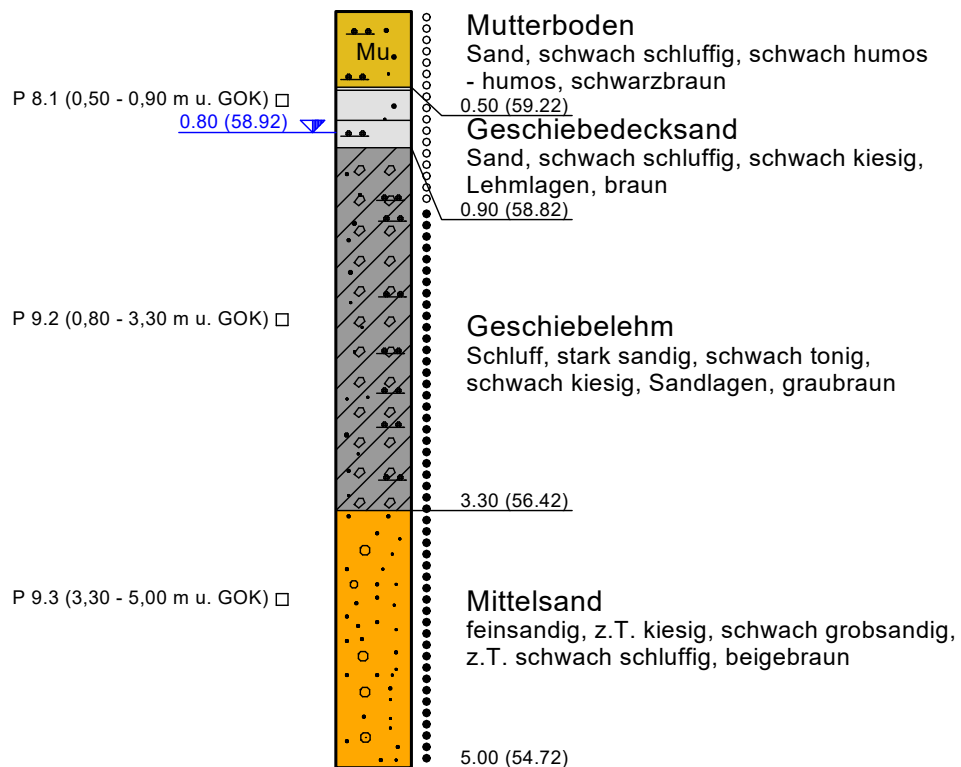 Mutterboden
Sand, schwach schluffig, schwach humos
- humos, schwarzbraun
Mu
P 8.1 (0,50 - 0,90 m u. GOK)
0.50 (59.22)
0.80 (58.92)
Geschiebedecksand
Sand, schwach schluffig, schwach kiesig,
Lehmlagen, braun
0.90 (58.82)
P 9.2 (0,80 - 3,30 m u. GOK)
Geschiebelehm
Schluff, stark sandig, schwach tonig,
schwach kiesig, Sandlagen, graubraun
3.30 (56.42)
P 9.3 (3,30 - 5,00 m u. GOK)
Mittelsand
feinsandig, z.T. kiesig, schwach grobsandig,
z.T. schwach schluffig, beigebraun
5.00 (54.72)